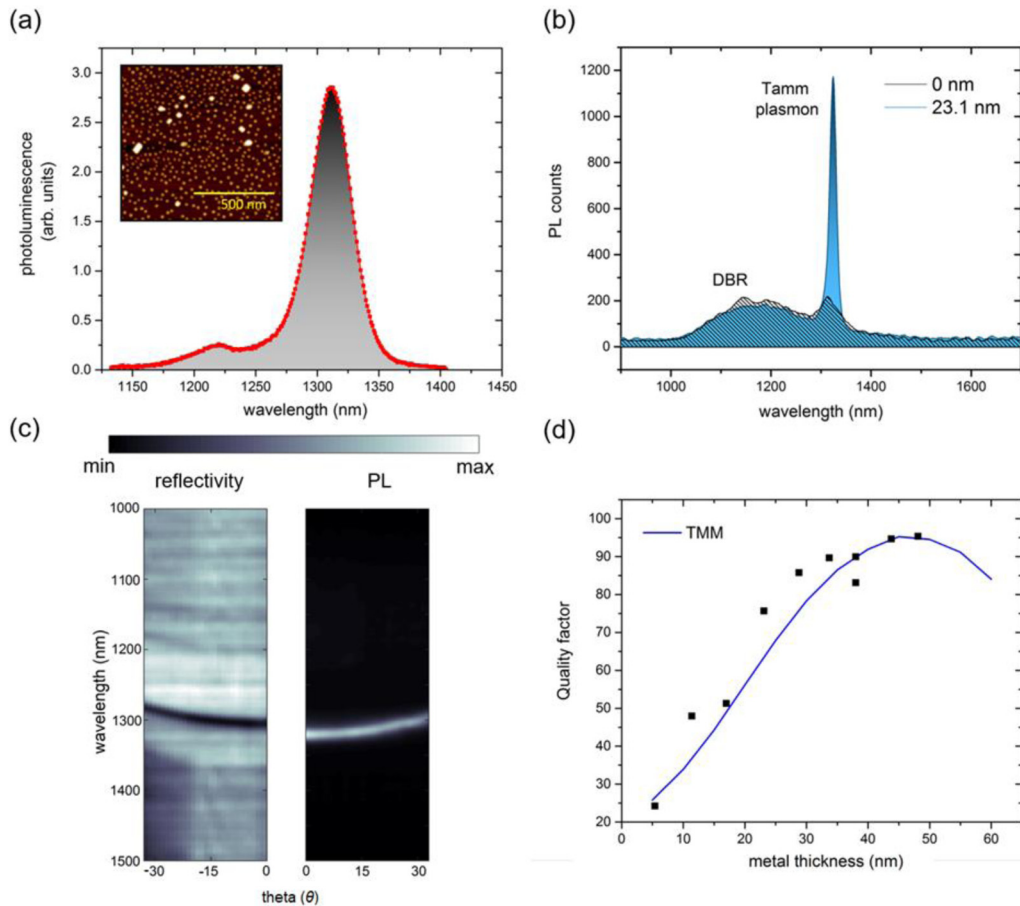 (a)
3.0
2.5
2.0
1.5
1.0
0.5
0.0
photoluminescence
(arb. units)
500 nm
1150 1200 1250 1300 1350 1400 1450
wavelength (nm)
(b)
1200
1000
800
600
400
200
0
PL counts
Tamm
plasmon
0 nm
23.1 nm
DBR
1000 1200 1400 1600
wavelength (nm)
(c)
min max
reflectivity PL
1000
1100
1200
1300
1400
1500
wavelength (nm)
-30 -15 0 0 15 30
theta (θ)
(d)
100
90
80
70
60
50
40
30
20
Quality factor
TMM
0 10 20 30 40 50 60
metal thickness (nm)